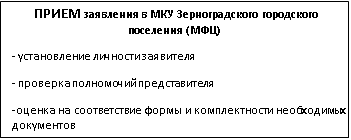 ПРИЕМ заявления в МКУ Зерноградского городского
поселения (МФЦ)
- установление личности заявителя
- проверка полномочий представителя
-оценка на соответствие формы и комплектности необходимых
документов